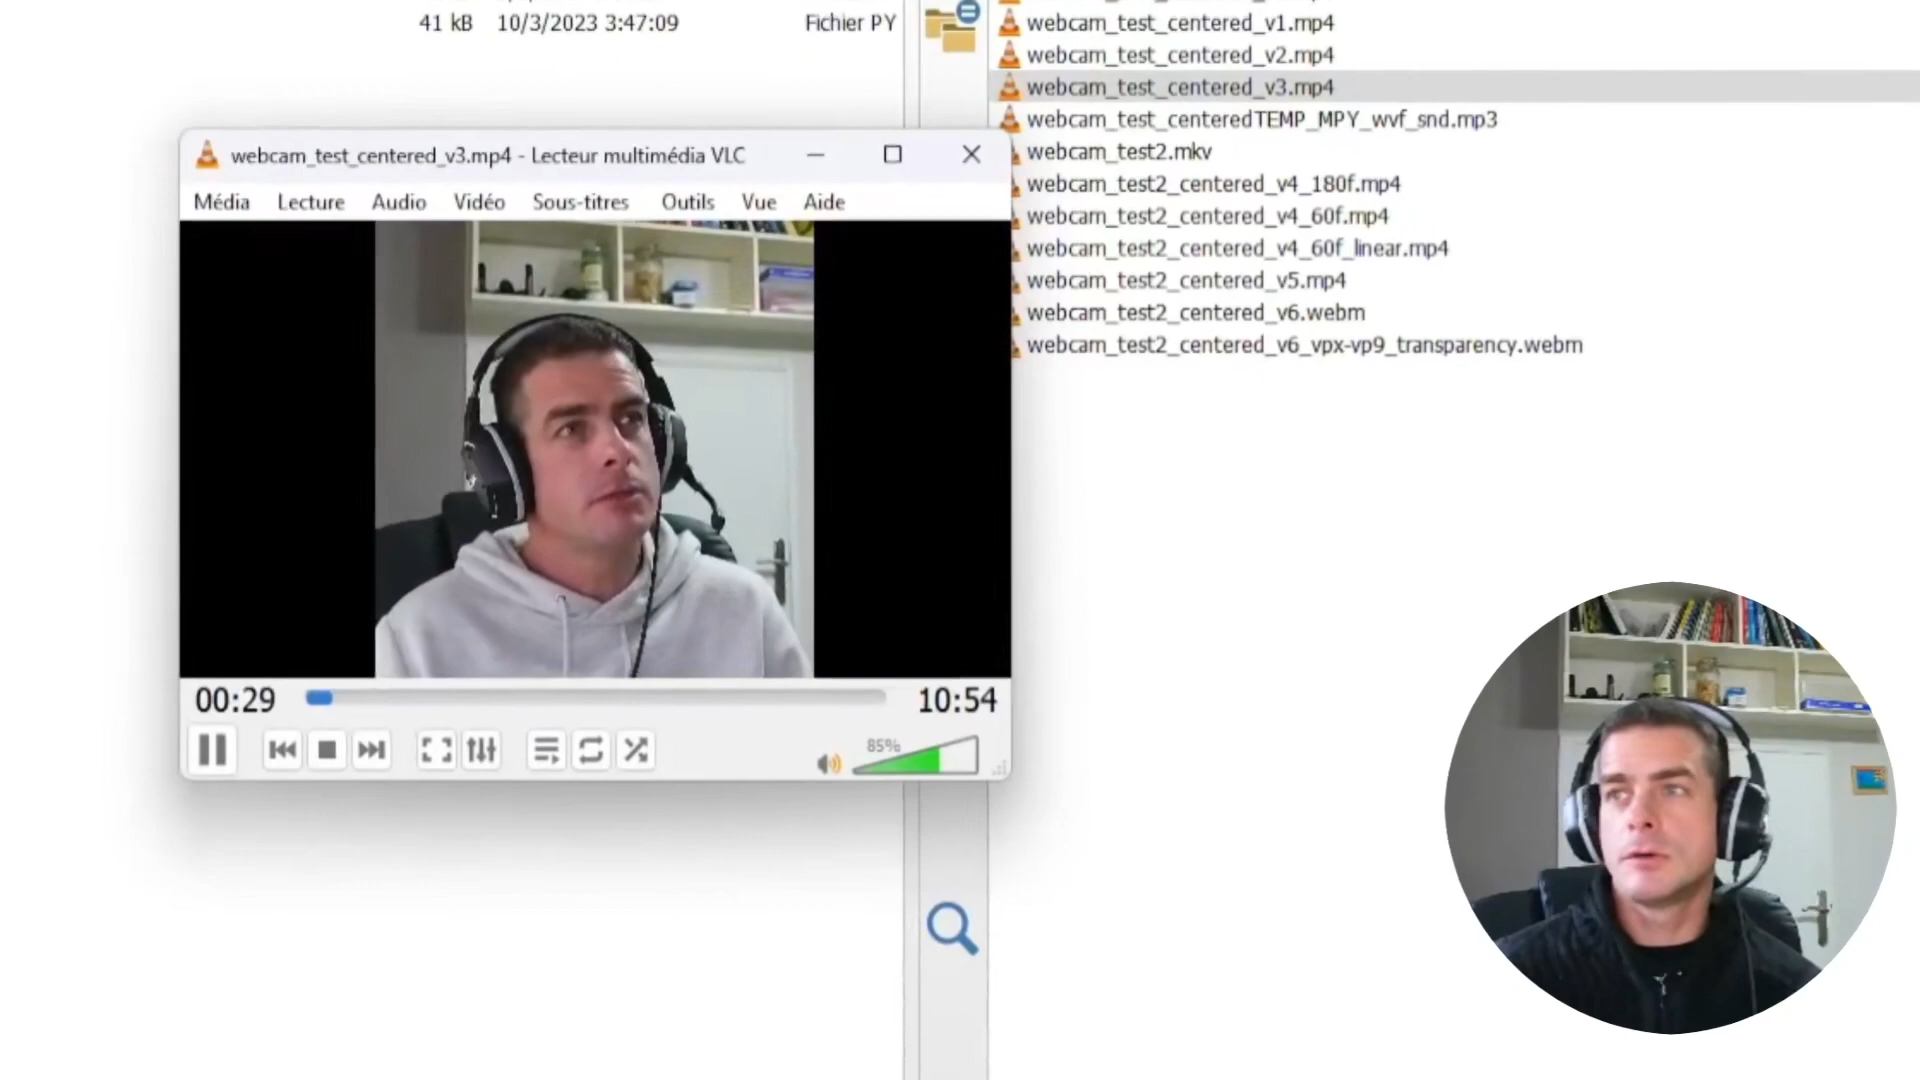 41 kB 10/3/2023 3:47:09 Fichier PY
webcam_test_centered_v1.mp4
webcam_test_centered_v2.mp4
webcam_test_centered_v3.mp4
webcam_test_centeredTEMP_MPY_wvf_snd.mp3
webcam_test2.mkv
webcam_test2_centered_v4_180f.mp4
webcam_test2_centered_v4_60f.mp4
webcam_test2_centered_v4_60f_linear.mp4
webcam_test2_centered_v5.mp4
webcam_test2_centered_v6.webm
webcam_test2_centered_v6_vpx-vp9_transparency.webm
webcam_test_centered_v3.mp4 - Lecteur multimédia VLC
Média Lecture Audio Vidéo Sous-titres Outils Vue Aide
00:29 10:54
85%